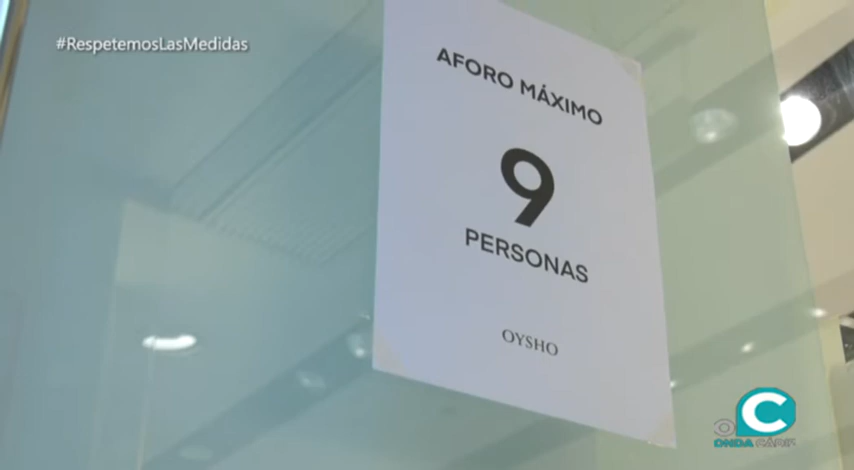 #RespetemosLasMedidas
AFORO MÁXIMO
9
PERSONAS
OYSHO
C
ONDA CÁDIZ